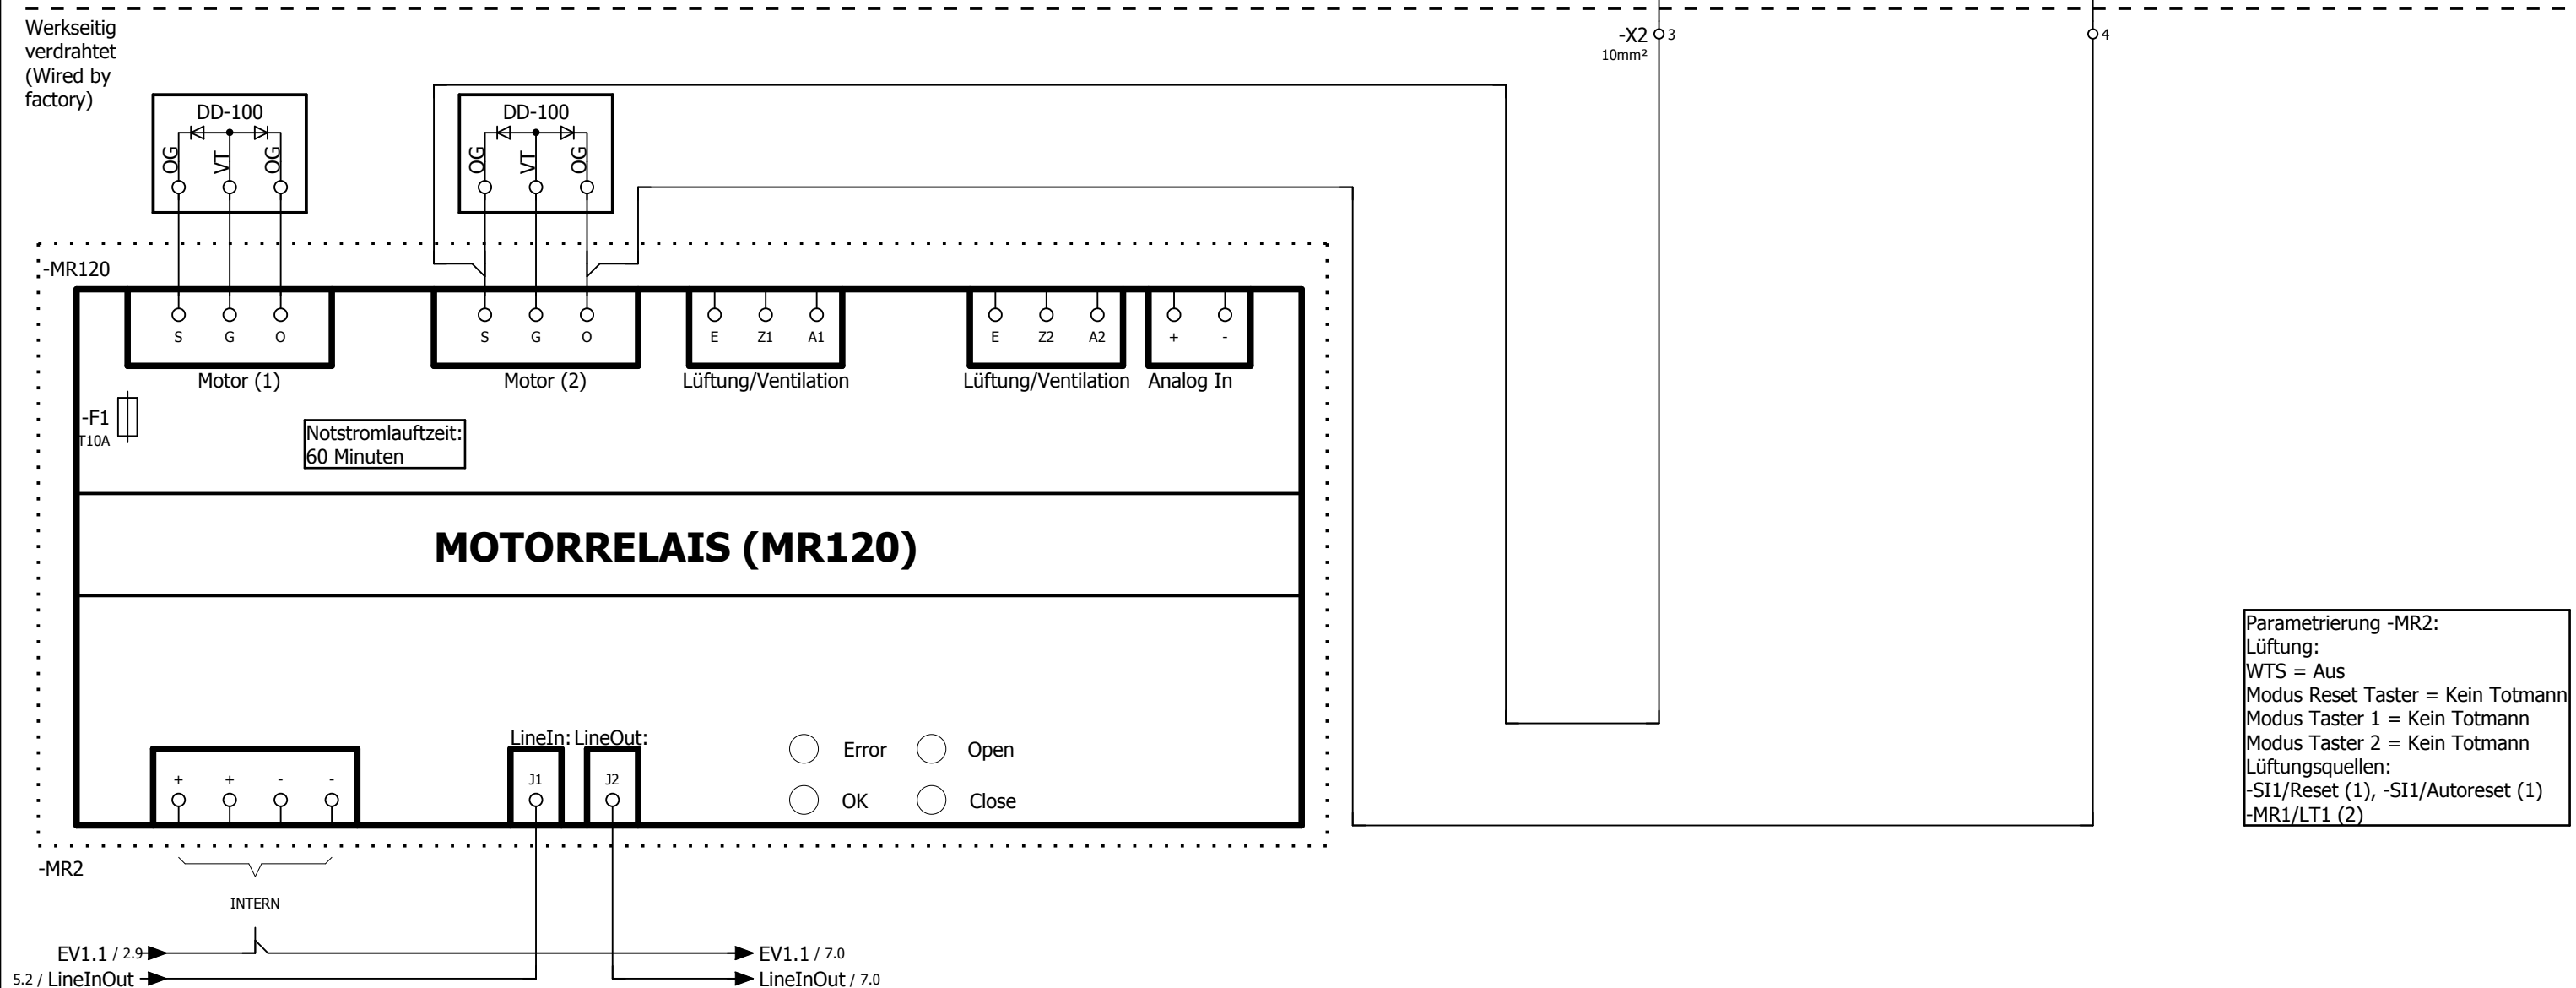 Werkseitig
verdrahtet
(Wired by
factory)
-X2 3
10mm²
4
DD-100
OG VT OG
DD-100
OG VT OG
-MR120
S G O
Motor (1)
S G O
Motor (2)
E Z1 A1
Lüftung/Ventilation
E Z2 A2
Lüftung/Ventilation
+ -
Analog In
-F1
T10A
Notstromlauftzeit:
60 Minuten
MOTORRELAIS (MR120)
+ + - -
LineIn: LineOut:
J1 J2
Error Open
OK Close
-MR2
INTERN
EV1.1 / 2.9
EV1.1 / 7.0
5.2 / LineInOut
LineInOut / 7.0
Parametrierung -MR2:
Lüftung:
WTS = Aus
Modus Reset Taster = Kein Totmann
Modus Taster 1 = Kein Totmann
Modus Taster 2 = Kein Totmann
Lüftungsquellen:
-SI1/Reset (1), -SI1/Autoreset (1)
-MR1/LT1 (2)